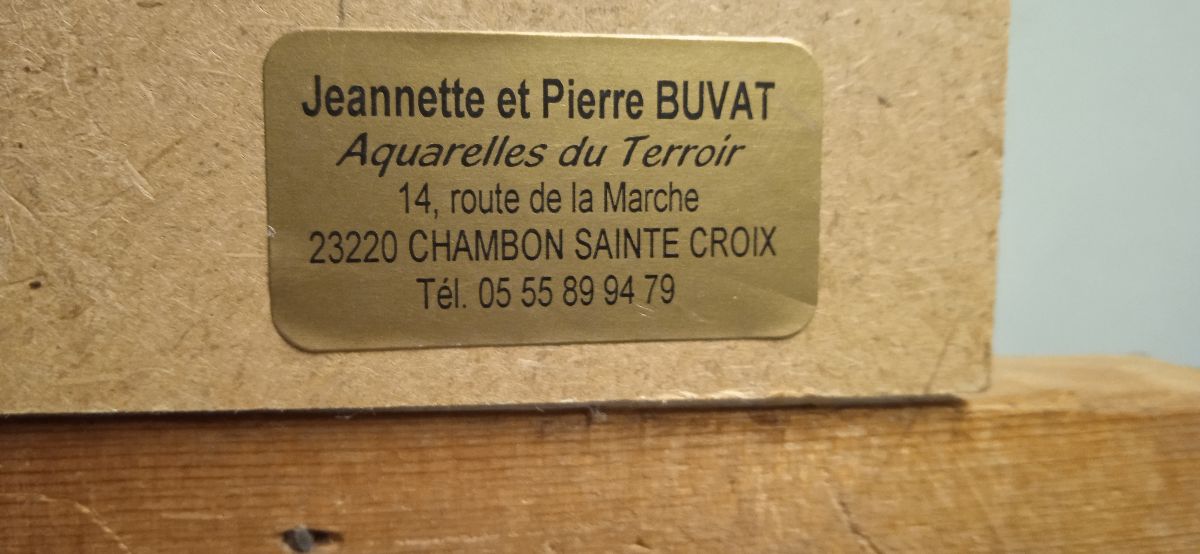 Jeannette et Pierre BUVAT
Aquarelles du Terroir
14, route de la Marche
23220 CHAMBON SAINTE CROIX
Tél. 05 55 89 94 79